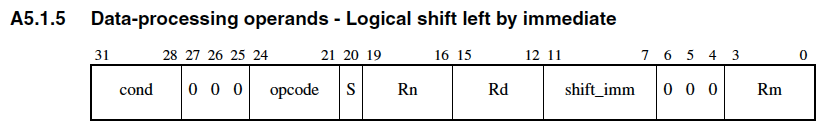 A5.1.5 Data-processing operands - Logical shift left by immediate
31 28 27 26 25 24 21 20 19 16 15 12 11 7 6 5 4 3 0
cond 0 0 0 opcode S Rn Rd shift_imm 0 0 0 Rm